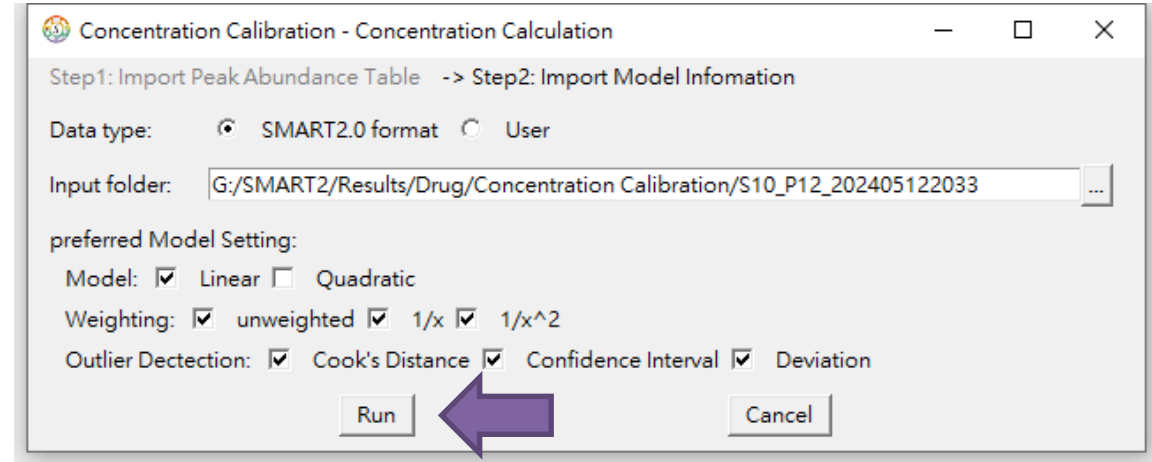 Concentration Calibration - Concentration Calculation
Step1: Import Peak Abundance Table -> Step2: Import Model Infomation
Data type: SMART2.0 format User
Input folder: G:/SMART2/Results/Drug/Concentration Calibration/S10_P12_202405122033 ...
preferred Model Setting:
Model: Linear Quadratic
Weighting: unweighted 1/x 1/x^2
Outlier Dectection: Cook's Distance Confidence Interval Deviation
Run Cancel